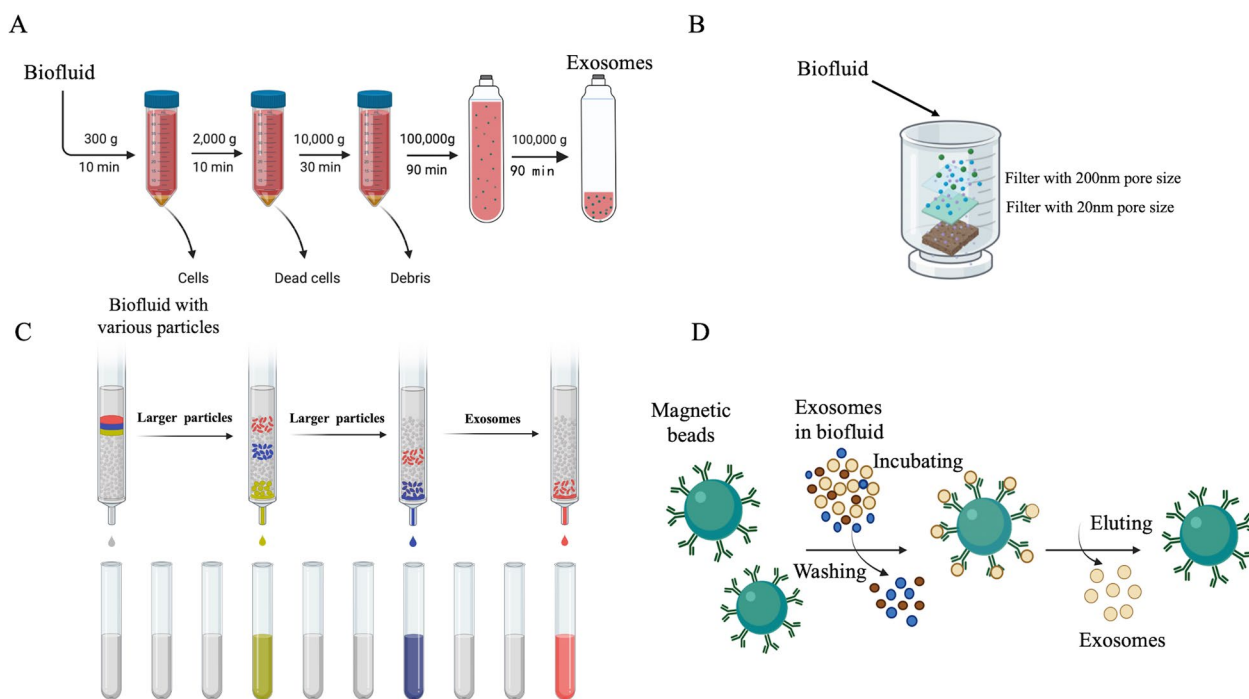 A
Biofluid
300 g
10 min
2,000 g
10 min
10,000 g
30 min
100,000g
90 min
100,000 g
90 min
Exosomes
Cells
Dead cells
Debris
B
Biofluid
Filter with 200nm pore size
Filter with 20nm pore size
C
Biofluid with
various particles
Larger particles
Larger particles
Exosomes
D
Magnetic
beads
Exosomes
in biofluid
Incubating
Washing
Eluting
Exosomes